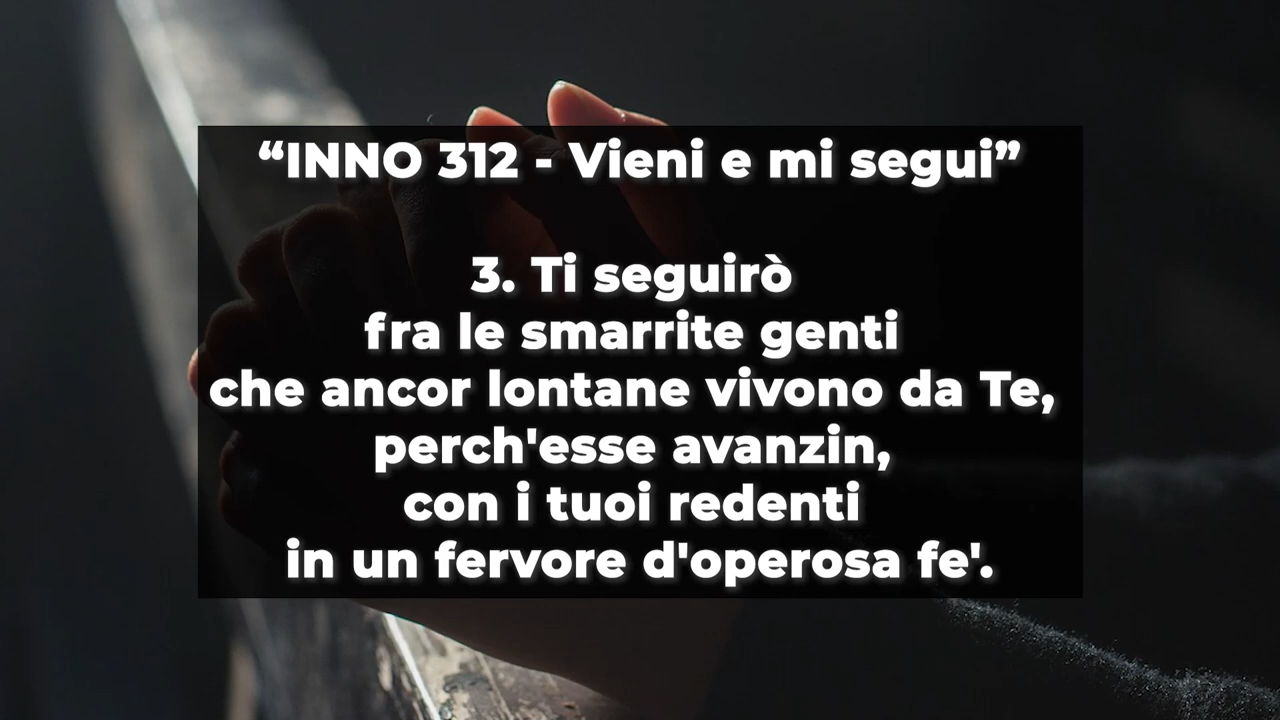 “INNO 312 - Vieni e mi segui”
3. Ti seguirò
fra le smarrite genti
che ancor lontane vivono da Te,
perch'esse avanzin,
con i tuoi redenti
in un fervore d'operosa fe'.